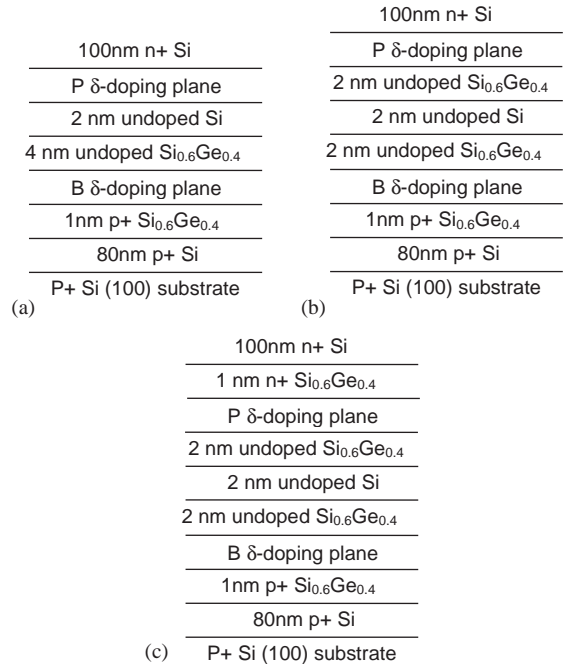 100nm n+ Si
P δ-doping plane
2 nm undoped Si
4 nm undoped Si₀.₆Ge₀.₄
B δ-doping plane
1nm p+ Si₀.₆Ge₀.₄
80nm p+ Si
P+ Si (100) substrate
(a)
100nm n+ Si
P δ-doping plane
2 nm undoped Si₀.₆Ge₀.₄
2 nm undoped Si
2 nm undoped Si₀.₆Ge₀.₄
B δ-doping plane
1nm p+ Si₀.₆Ge₀.₄
80nm p+ Si
P+ Si (100) substrate
(b)
100nm n+ Si
1 nm n+ Si₀.₆Ge₀.₄
P δ-doping plane
2 nm undoped Si₀.₆Ge₀.₄
2 nm undoped Si
2 nm undoped Si₀.₆Ge₀.₄
B δ-doping plane
1nm p+ Si₀.₆Ge₀.₄
80nm p+ Si
P+ Si (100) substrate
(c)